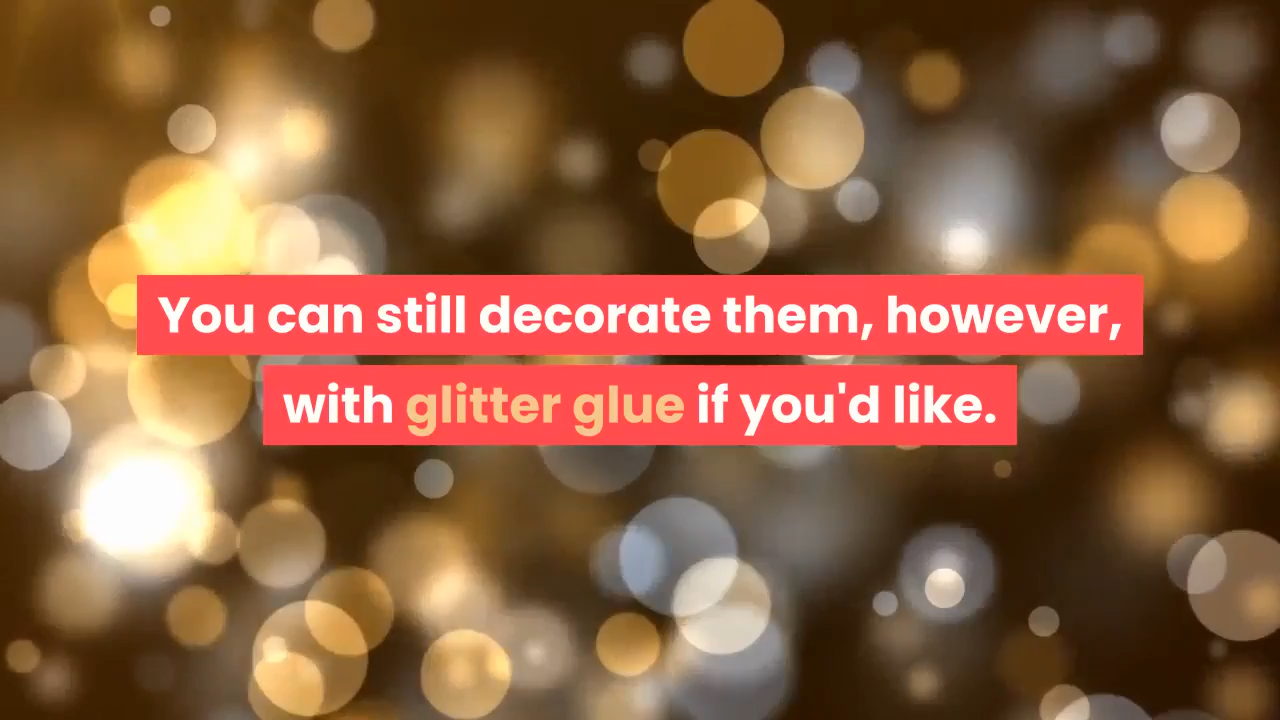 You can still decorate them, however,
with glitter glue if you'd like.